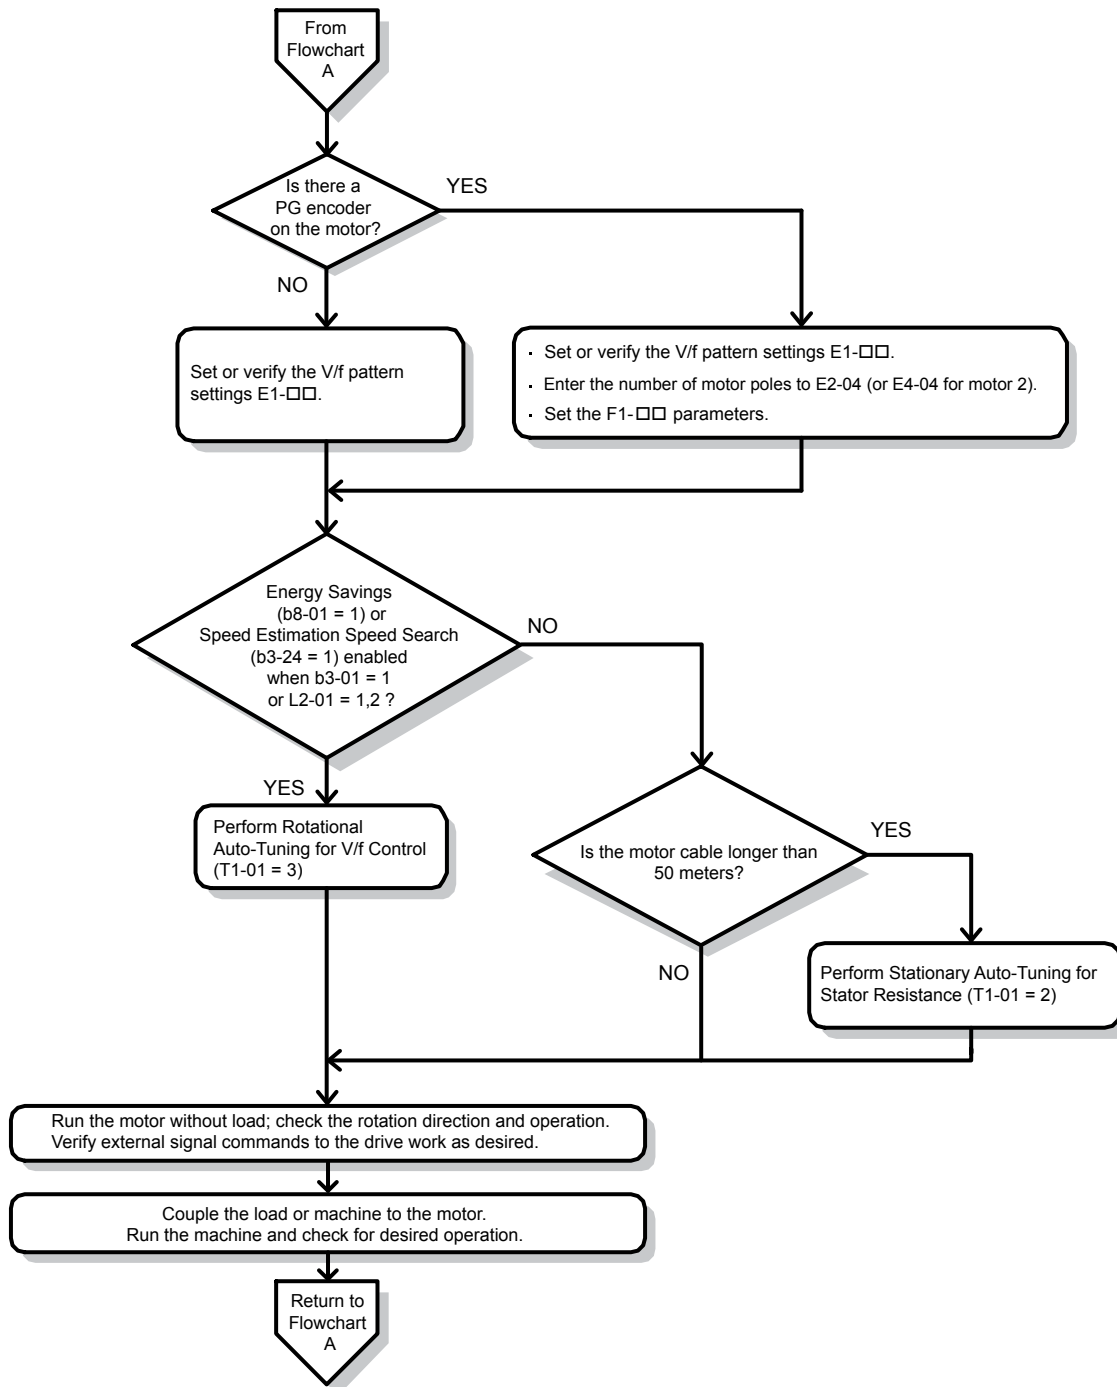 From
Flowchart
A
Is there a
PG encoder
on the motor?
YES
NO
Set or verify the V/f pattern
settings E1-□□.
· Set or verify the V/f pattern settings E1-□□.
· Enter the number of motor poles to E2-04 (or E4-04 for motor 2).
· Set the F1-□□ parameters.
Energy Savings
(b8-01 = 1) or
Speed Estimation Speed Search
(b3-24 = 1) enabled
when b3-01 = 1
or L2-01 = 1,2 ?
NO
YES
Perform Rotational
Auto-Tuning for V/f Control
(T1-01 = 3)
Is the motor cable longer than
50 meters?
YES
NO
Perform Stationary Auto-Tuning for
Stator Resistance (T1-01 = 2)
Run the motor without load; check the rotation direction and operation.
Verify external signal commands to the drive work as desired.
Couple the load or machine to the motor.
Run the machine and check for desired operation.
Return to
Flowchart
A